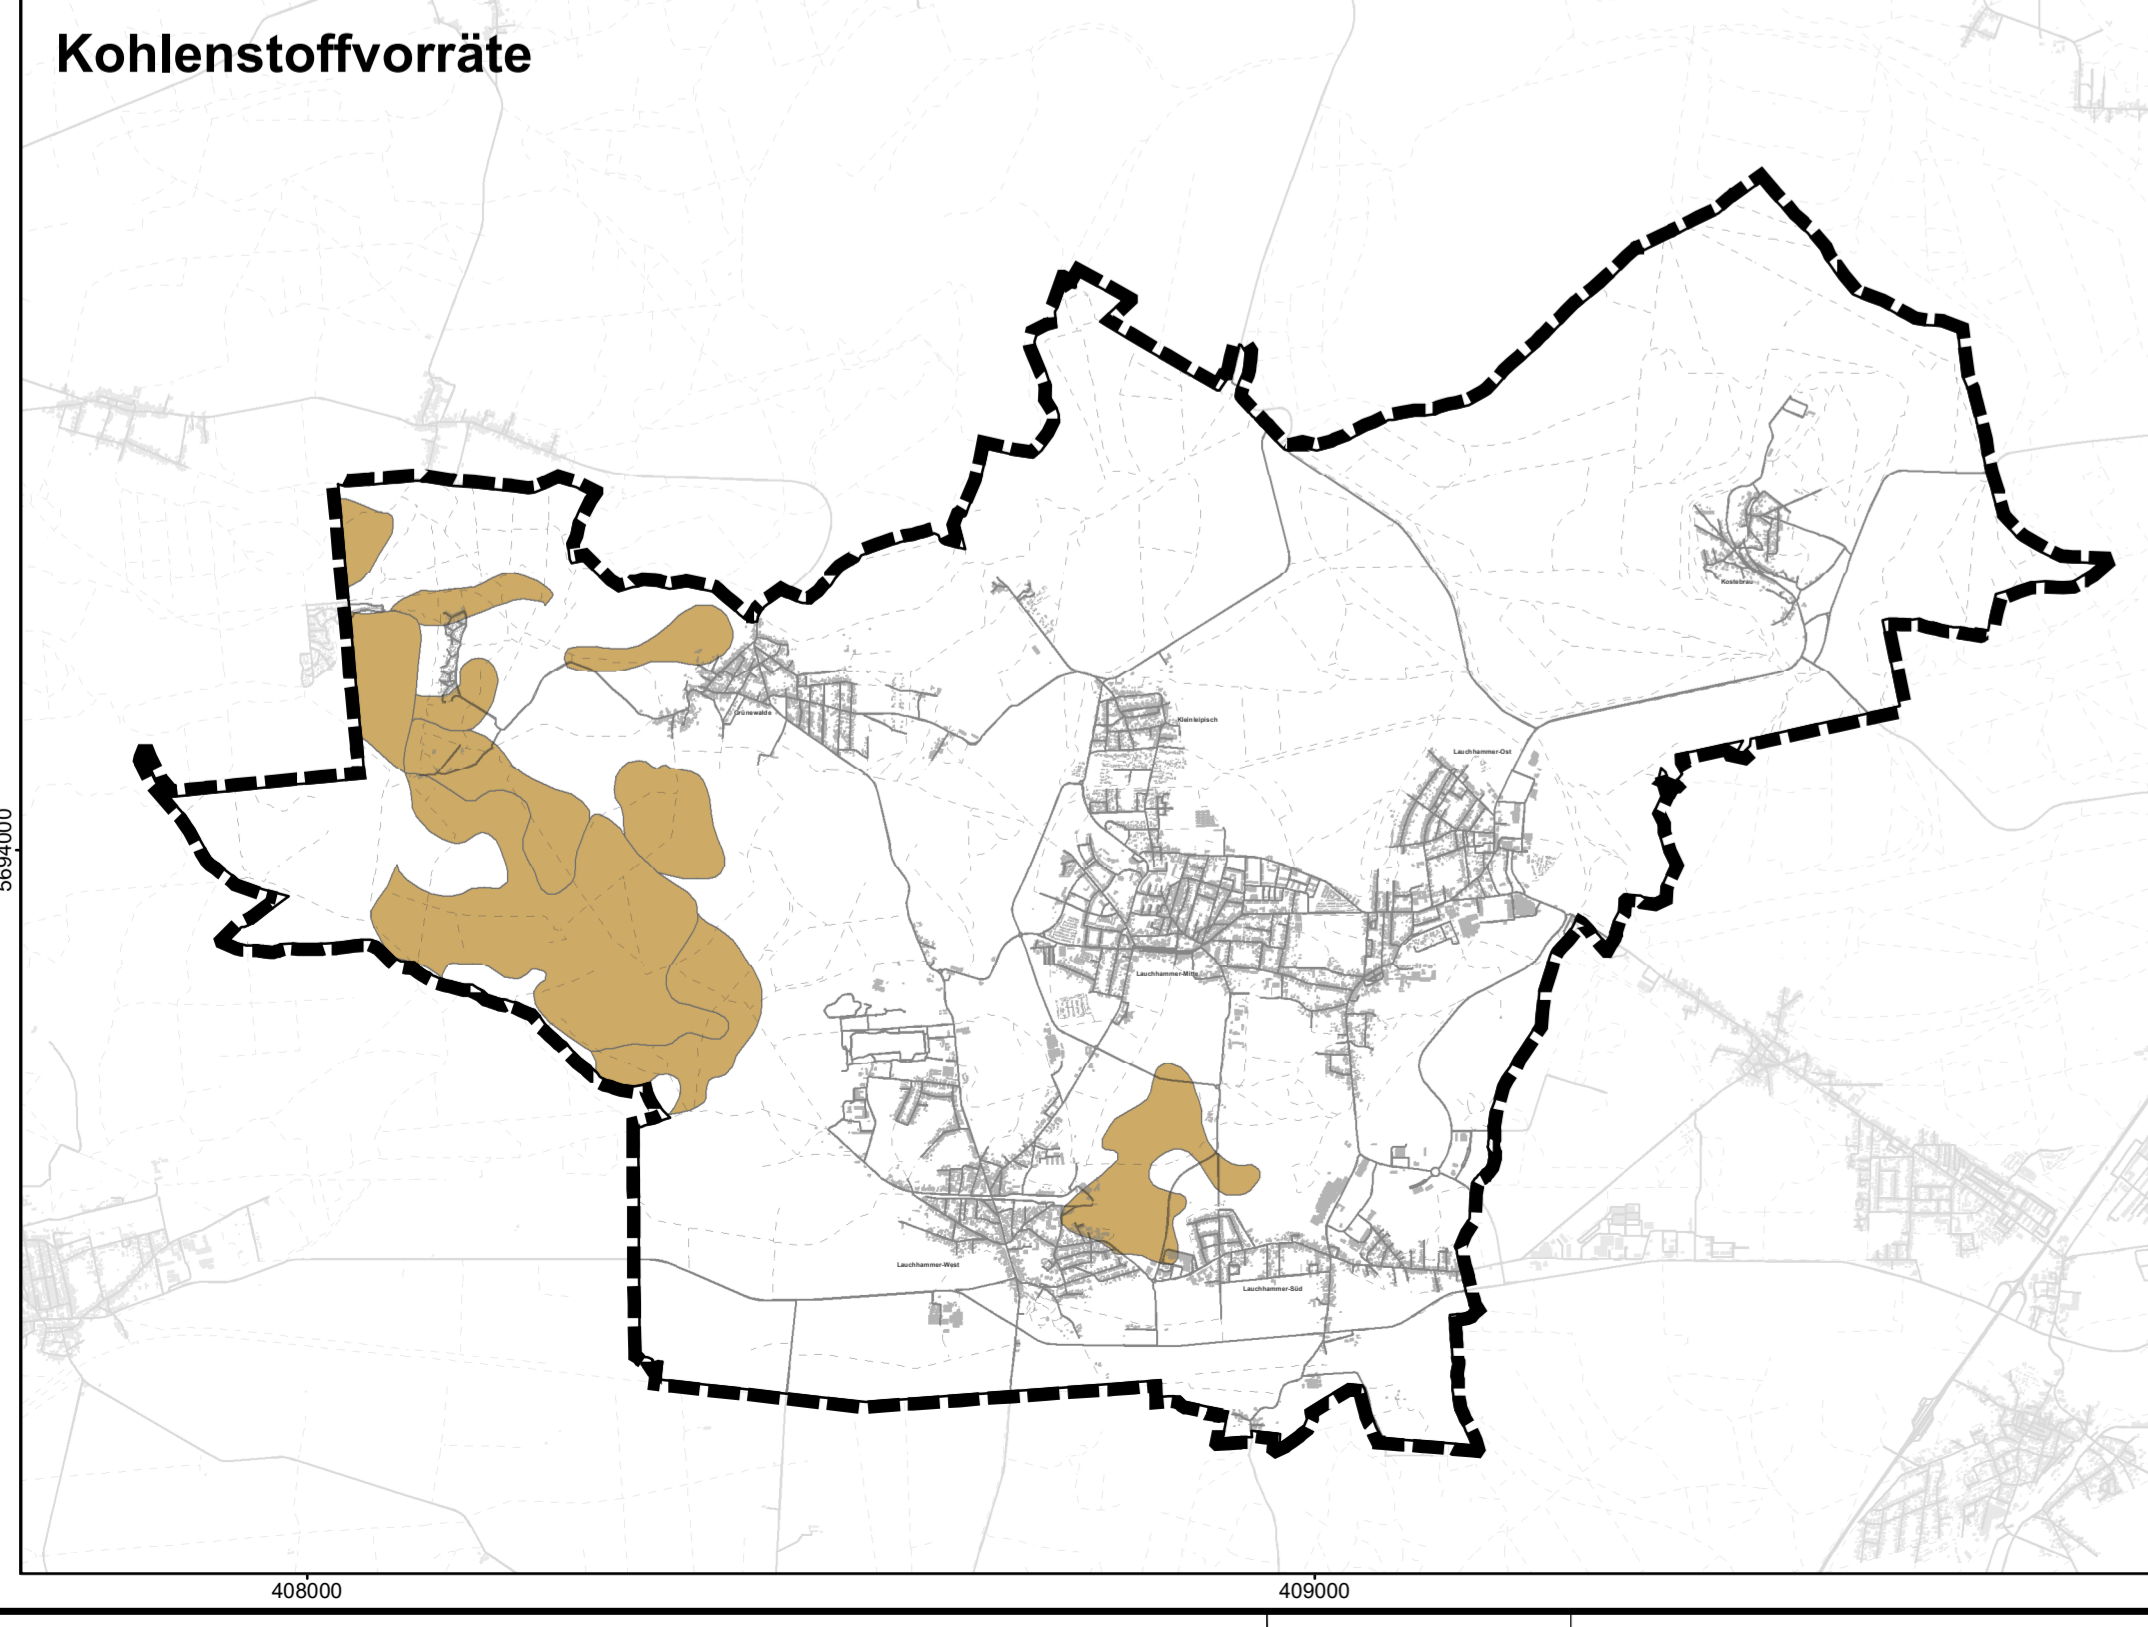 Kohlenstoffvorräte
Kostebrau
Kleinleipisch
Grünewalde
Lauchhammer-Ost
5694000
Lauchhammer-Mitte
Lauchhammer-West
Lauchhammer-Süd
408000
409000